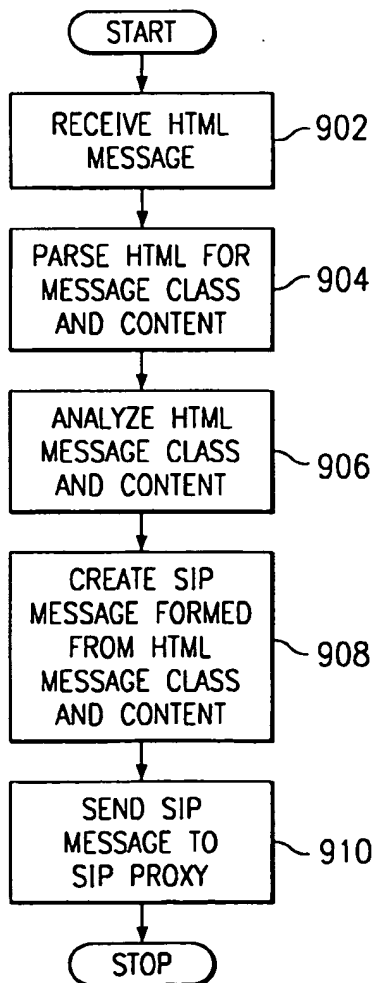 START
RECEIVE HTML
MESSAGE
902
PARSE HTML FOR
MESSAGE CLASS
AND CONTENT
904
ANALYZE HTML
MESSAGE CLASS
AND CONTENT
906
CREATE SIP
MESSAGE FORMED
FROM HTML
MESSAGE CLASS
AND CONTENT
908
SEND SIP
MESSAGE TO
SIP PROXY
910
STOP